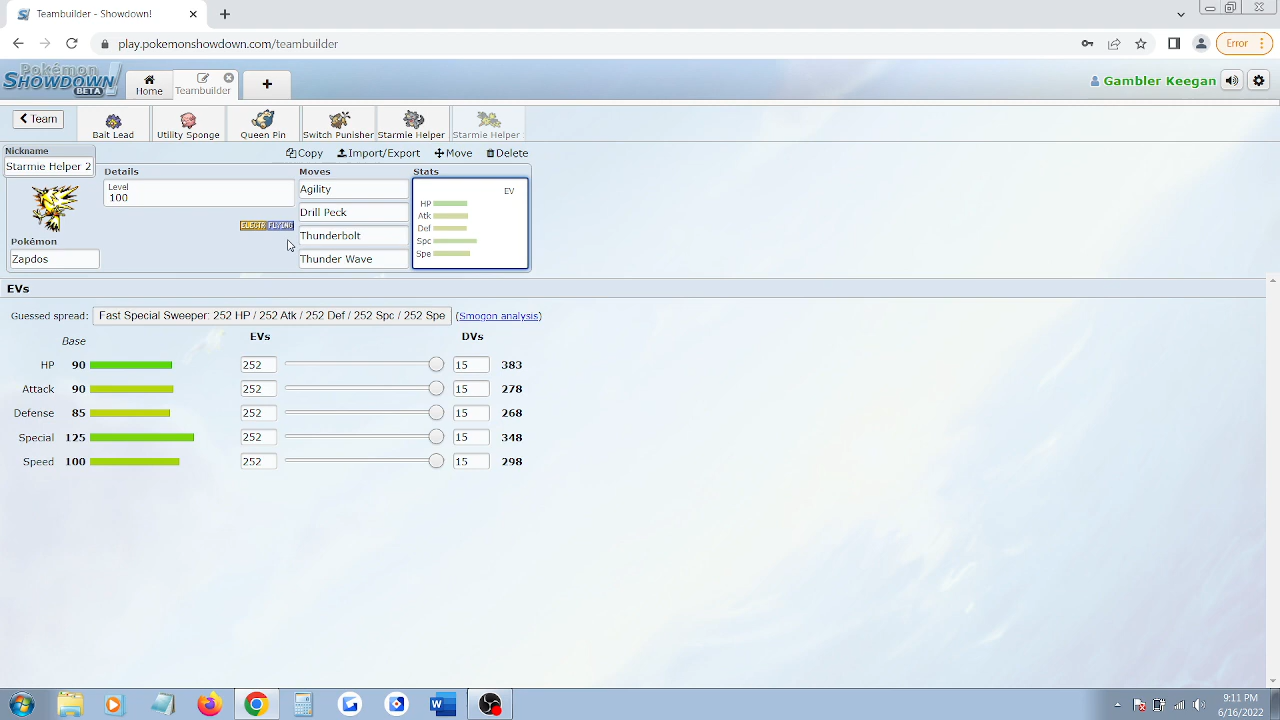 Teambuilder - Showdown!
play.pokemonshowdown.com/teambuilder
Error
Pokémon
SHOWDOWN!
BETA
Home
Teambuilder
Gambler Keegan
Team
Bait Lead
Utility Sponge
Queen Pin
Switch Punisher
Starmie Helper
Starmie Helper
Nickname
Starmie Helper 2
Copy
Import/Export
Move
Delete
Details
Moves
Stats
Level
100
Agility
Drill Peck
Thunderbolt
Thunder Wave
EV
HP
Atk
Def
Spc
Spe
ELECTR FLYING
Pokémon
Zapdos
EVs
Guessed spread: Fast Special Sweeper: 252 HP / 252 Atk / 252 Def / 252 Spc / 252 Spe (Smogon analysis)
Base EVs DVs
HP 90 252 15 383
Attack 90 252 15 278
Defense 85 252 15 268
Special 125 252 15 348
Speed 100 252 15 298
9:11 PM
6/16/2022